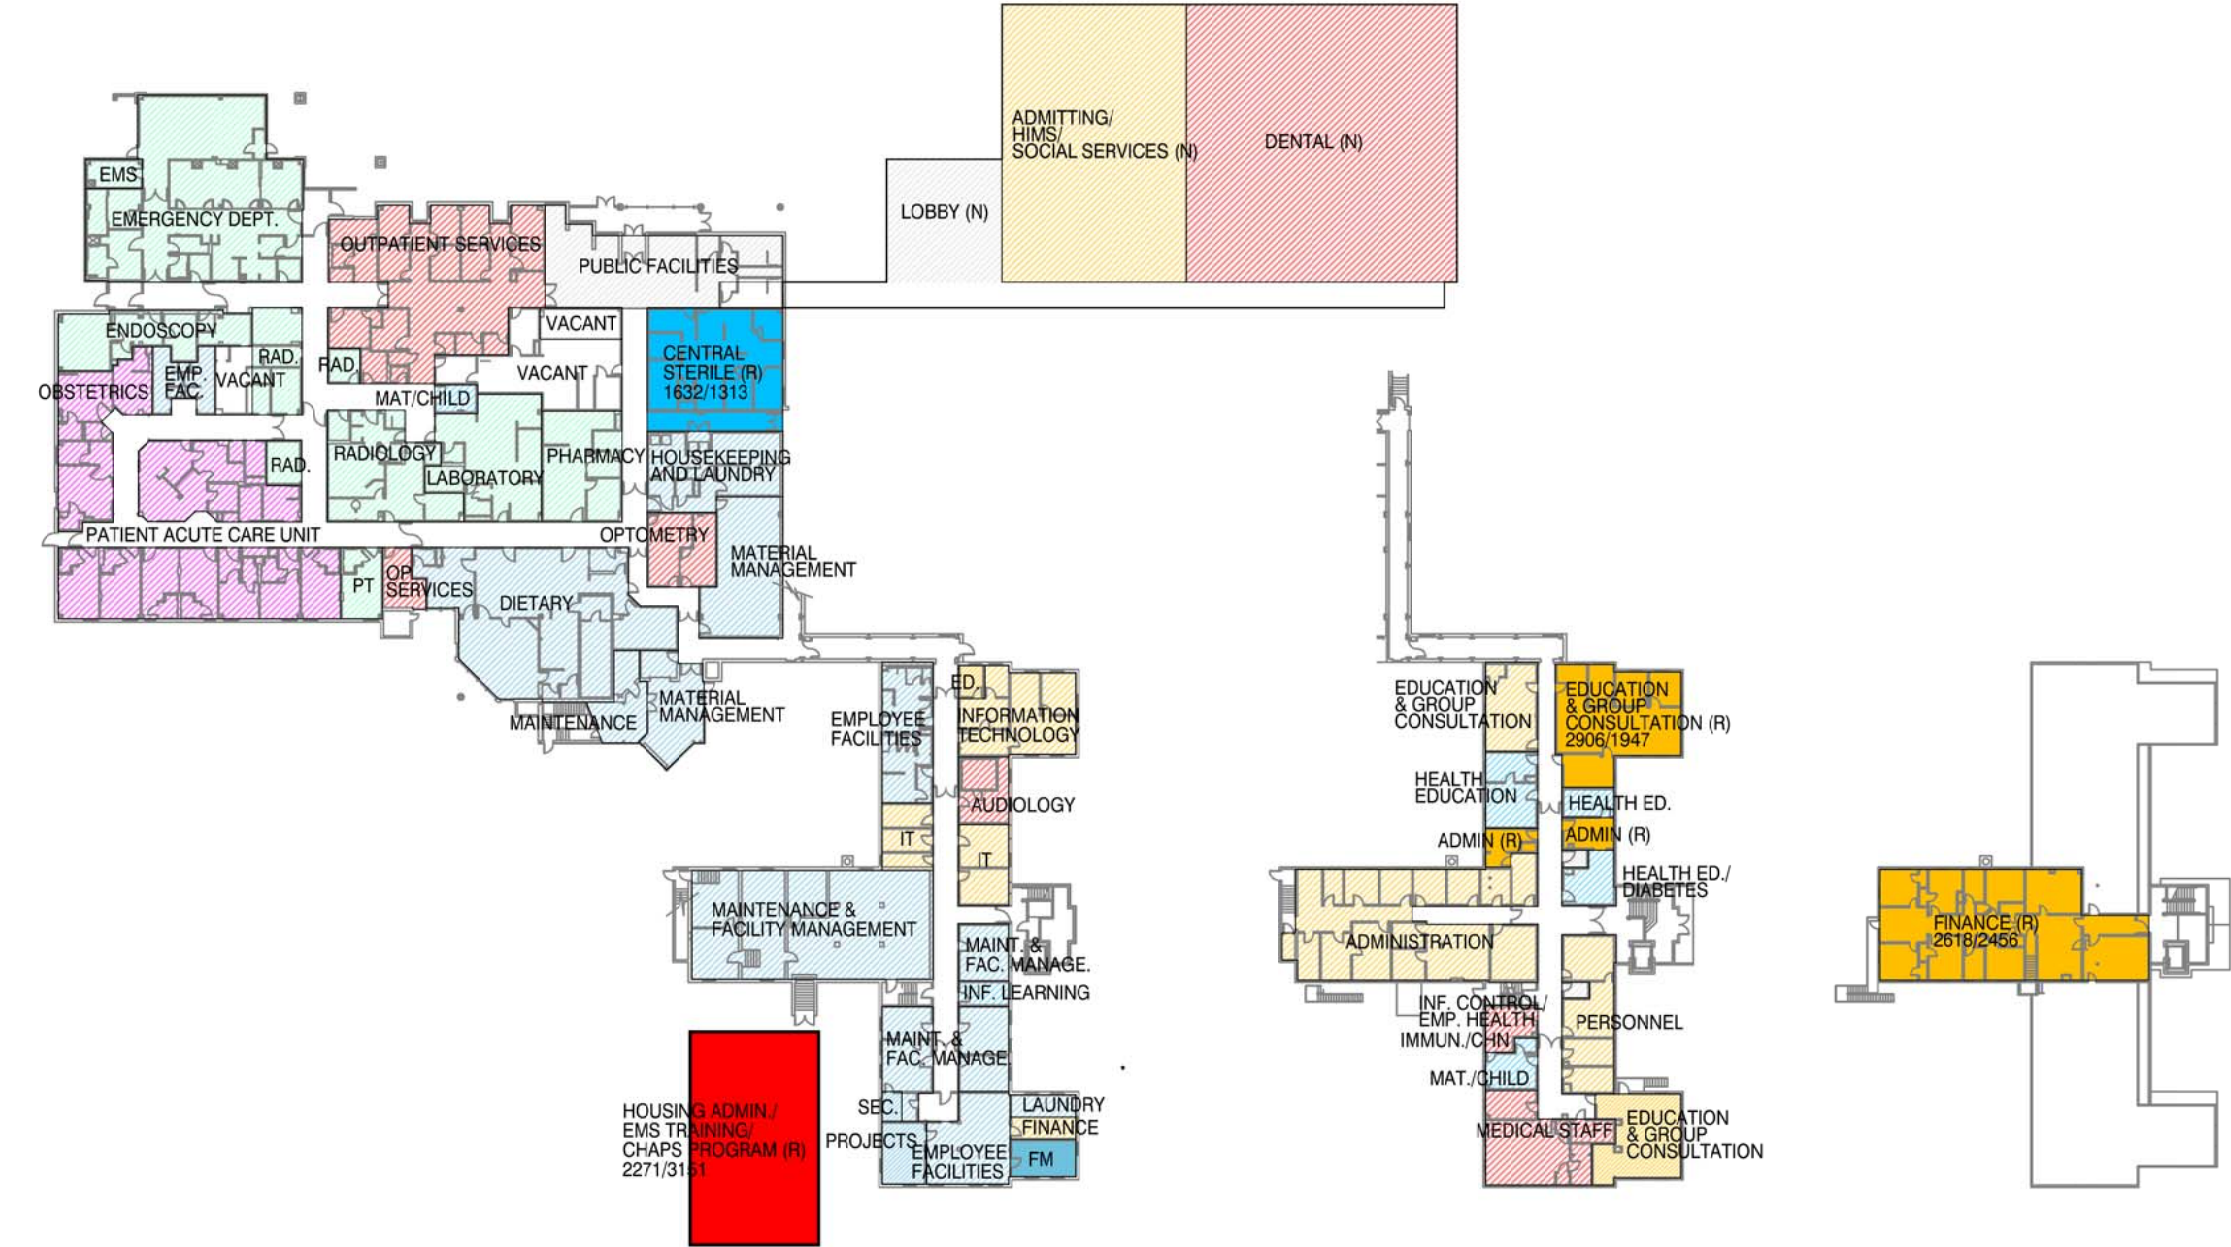 ADMITTING/
HIMS/
SOCIAL SERVICES (N)
DENTAL (N)
LOBBY (N)
EMS
EMERGENCY DEPT.
OUTPATIENT SERVICES
PUBLIC FACILITIES
ENDOSCOPY
VACANT
RAD.
RAD.
CENTRAL
STERILE (R)
1632/1313
OBSTETRICS
EMP.
FAC.
VACANT
VACANT
MAT/CHILD
RADIOLOGY
LABORATORY
PHARMACY
HOUSEKEEPING
AND LAUNDRY
RAD.
PATIENT ACUTE CARE UNIT
OPTOMETRY
MATERIAL
MANAGEMENT
PT
OP
SERVICES
DIETARY
MAINTENANCE
MATERIAL
MANAGEMENT
EMPLOYEE
FACILITIES
ED.
INFORMATION
TECHNOLOGY
AUDIOLOGY
IT
IT
MAINTENANCE &
FACILITY MANAGEMENT
MAINT. &
FAC. MANAGE.
INF. LEARNING
MAINT. &
FAC. MANAGE.
SEC.
PROJECTS
EMPLOYEE
FACILITIES
LAUNDRY
FINANCE
FM
HOUSING ADMIN./
EMS TRAINING/
CHAPS PROGRAM (R)
2271/3151
EDUCATION
& GROUP
CONSULTATION
EDUCATION
& GROUP
CONSULTATION (R)
2906/1947
HEALTH
EDUCATION
HEALTH ED.
ADMIN (R)
ADMIN (R)
HEALTH ED./
DIABETES
ADMINISTRATION
INF. CONTROL/
EMP. HEALTH
IMMUN./CHN
MAT./CHILD
PERSONNEL
MEDICAL STAFF
EDUCATION
& GROUP
CONSULTATION
FINANCE (R)
2618/2456